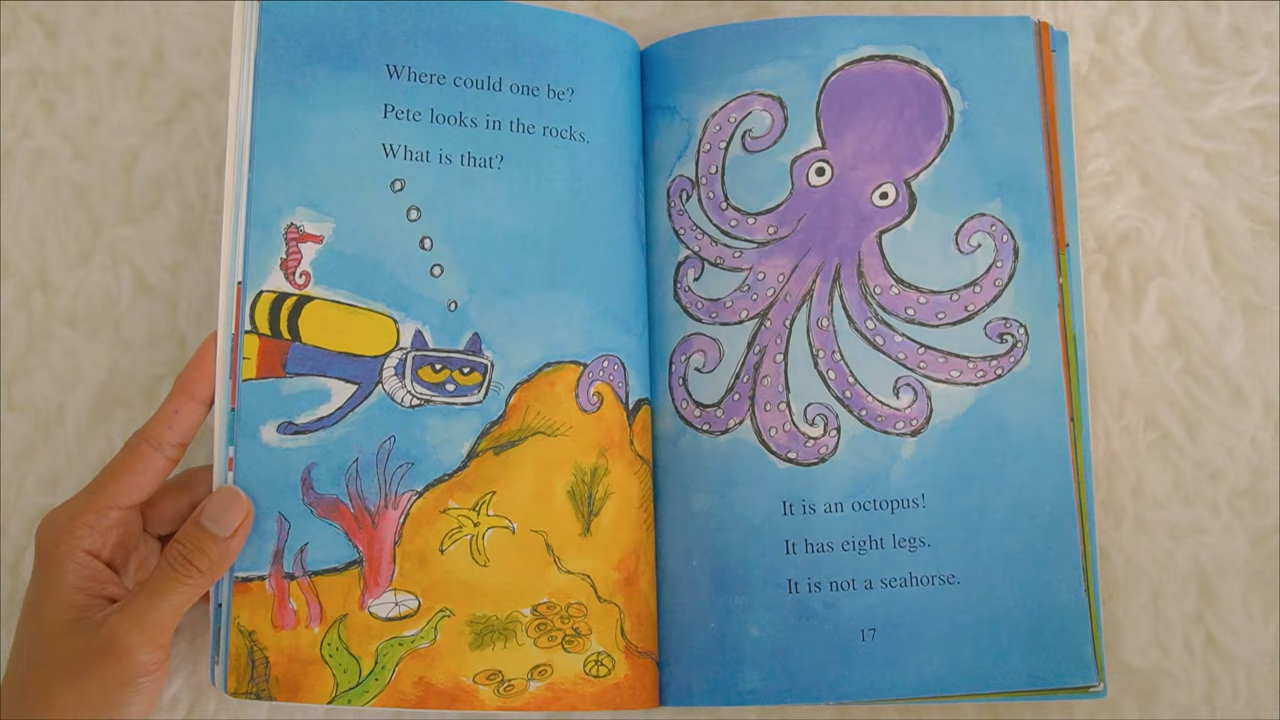 Where could one be?
Pete looks in the rocks.
What is that?
It is an octopus!
It has eight legs.
It is not a seahorse.
17